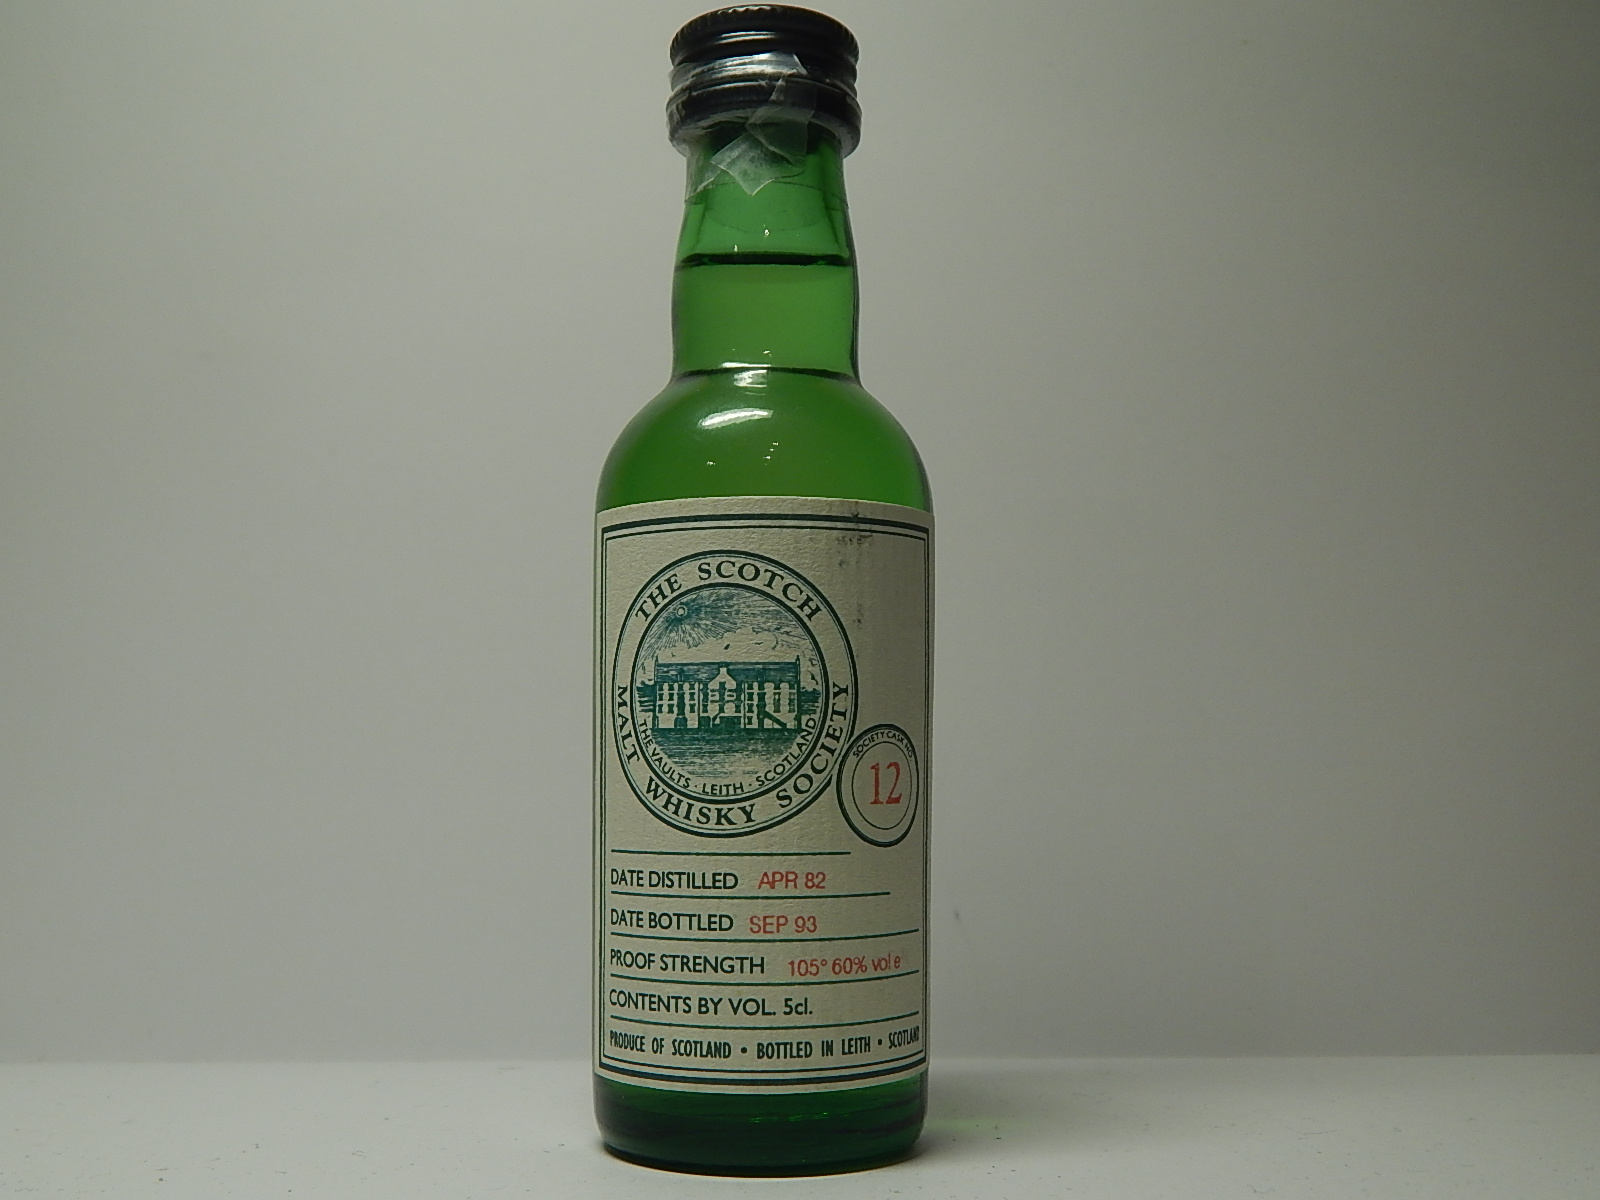 THE SCOTCH
MALT WHISKY SOCIETY
THE VAULTS · LEITH · SCOTLAND
SOCIETY CASK NO.
12
DATE DISTILLED APR 82
DATE BOTTLED SEP 93
PROOF STRENGTH 105° 60% vol e
CONTENTS BY VOL. 5cl.
PRODUCE OF SCOTLAND • BOTTLED IN LEITH • SCOTLAND